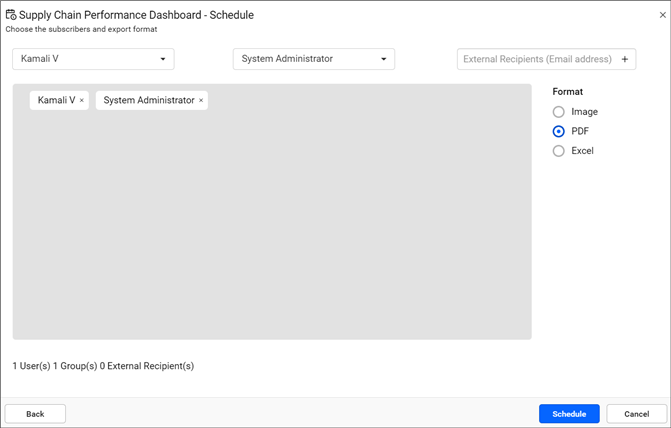 Supply Chain Performance Dashboard - Schedule
Choose the subscribers and export format
Kamali V
System Administrator
External Recipients (Email address) +
Kamali V ×
System Administrator ×
Format
Image
PDF
Excel
1 User(s) 1 Group(s) 0 External Recipient(s)
Back
Schedule
Cancel